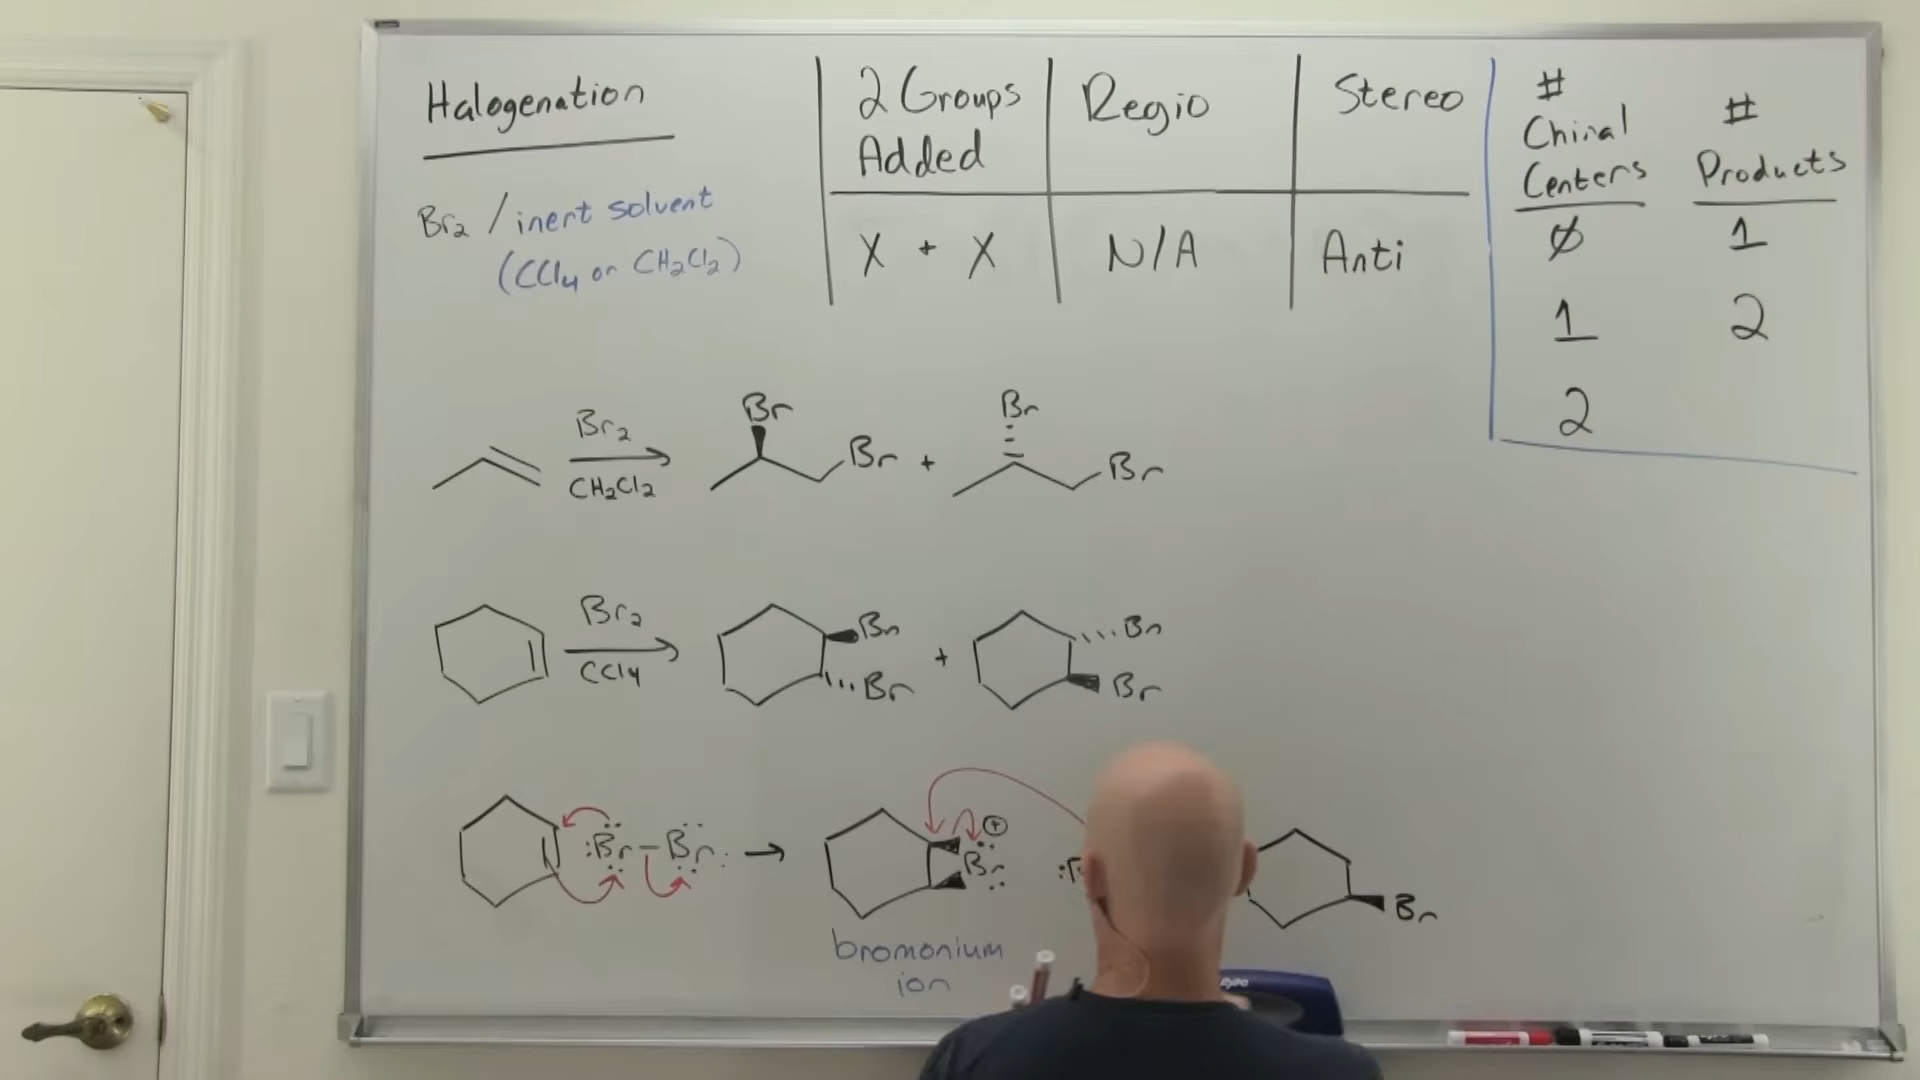 Halogenation
Br₂ / inert solvent
(CCl₄ or CH₂Cl₂)
2 Groups
Added
Regio
Stereo
X + X
N/A
Anti
#
Chiral
Centers
#
Products
∅ 1
1 2
2
Br₂
CH₂Cl₂
Br
Br
+
Br
Br
Br₂
CCl₄
Br
Br
+
Br
Br
:Br–Br:
→
Br
⊕
Br
bromonium
ion